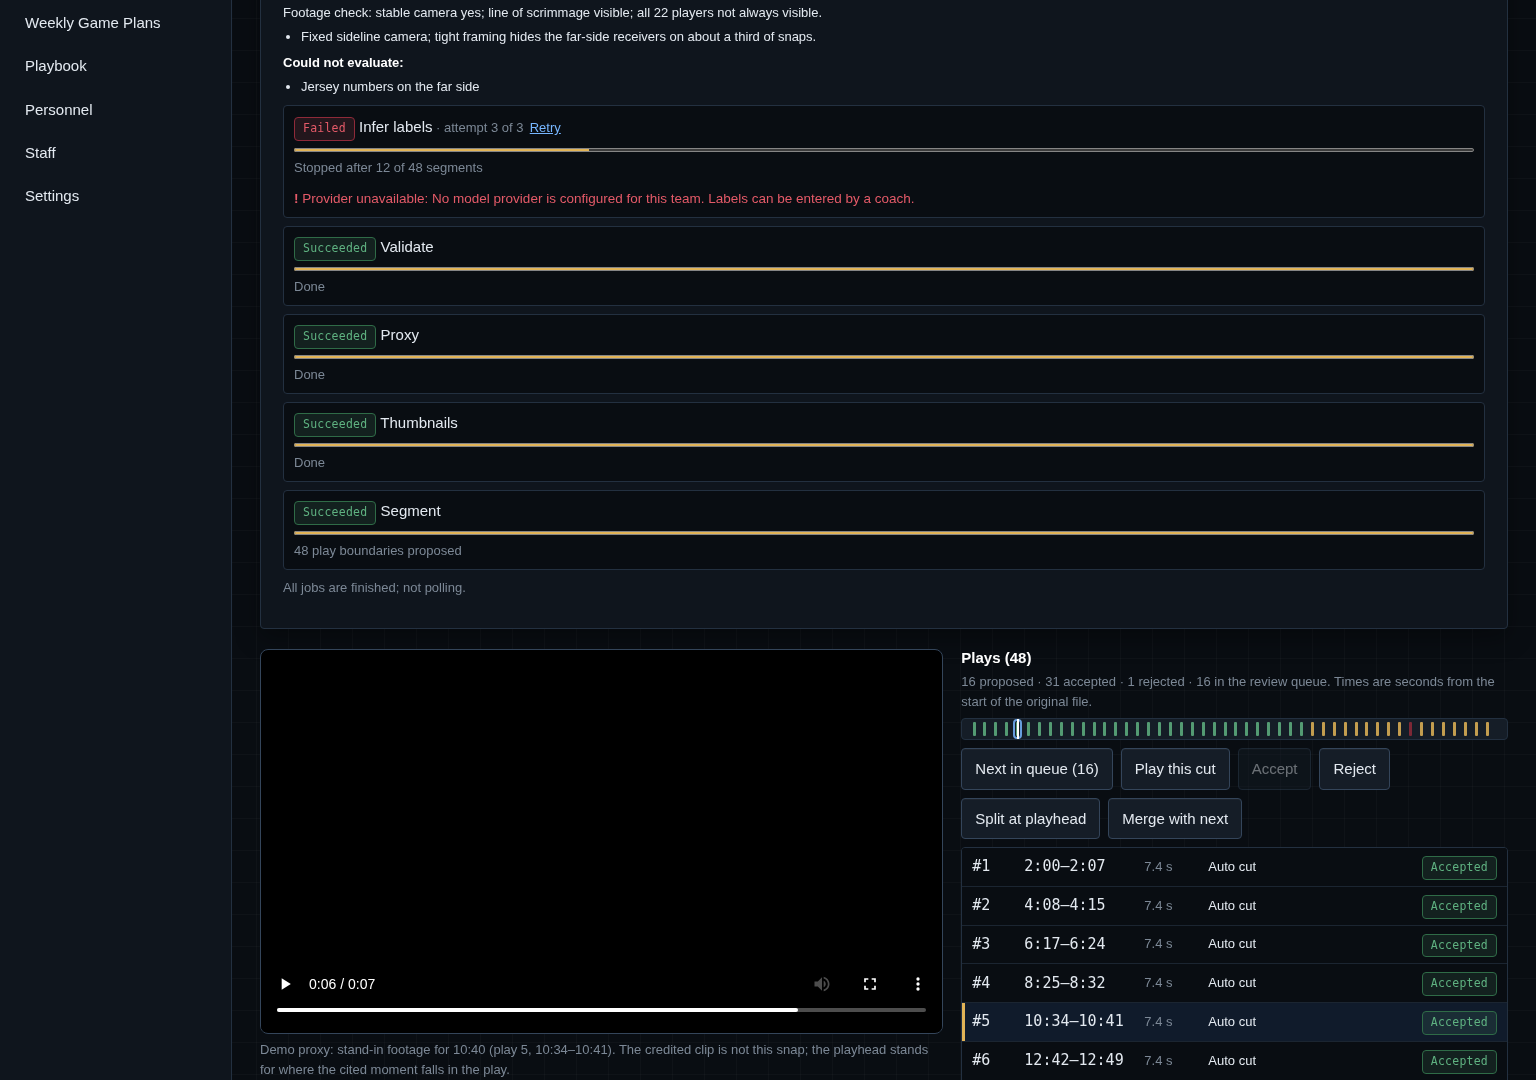 Weekly Game Plans
Playbook
Personnel
Staff
Settings
Footage check: stable camera yes; line of scrimmage visible; all 22 players not always visible.
• Fixed sideline camera; tight framing hides the far-side receivers on about a third of snaps.
Could not evaluate:
• Jersey numbers on the far side
Failed Infer labels · attempt 3 of 3 Retry
Stopped after 12 of 48 segments
! Provider unavailable: No model provider is configured for this team. Labels can be entered by a coach.
Succeeded Validate
Done
Succeeded Proxy
Done
Succeeded Thumbnails
Done
Succeeded Segment
48 play boundaries proposed
All jobs are finished; not polling.
0:06 / 0:07
Demo proxy: stand-in footage for 10:40 (play 5, 10:34–10:41). The credited clip is not this snap; the playhead stands
for where the cited moment falls in the play.
Plays (48)
16 proposed · 31 accepted · 1 rejected · 16 in the review queue. Times are seconds from the
start of the original file.
Next in queue (16) Play this cut Accept Reject
Split at playhead Merge with next
#1 2:00–2:07 7.4 s Auto cut Accepted
#2 4:08–4:15 7.4 s Auto cut Accepted
#3 6:17–6:24 7.4 s Auto cut Accepted
#4 8:25–8:32 7.4 s Auto cut Accepted
#5 10:34–10:41 7.4 s Auto cut Accepted
#6 12:42–12:49 7.4 s Auto cut Accepted